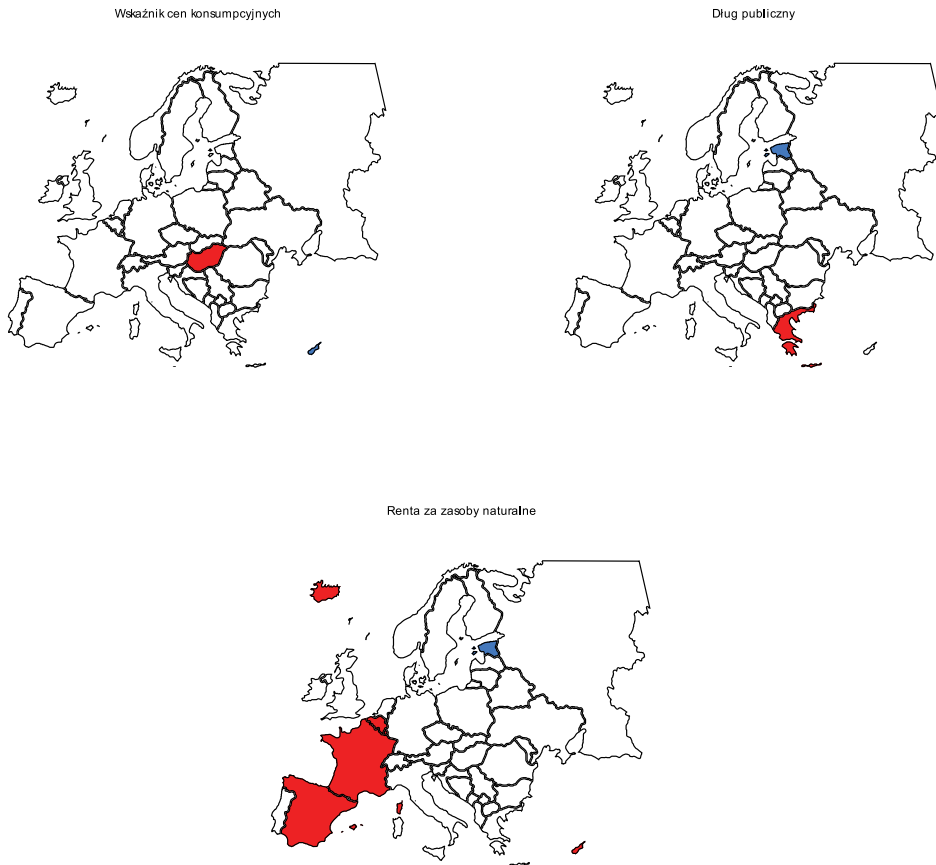 Wskaźnik cen konsumpcyjnych
Dług publiczny
Renta za zasoby naturalne